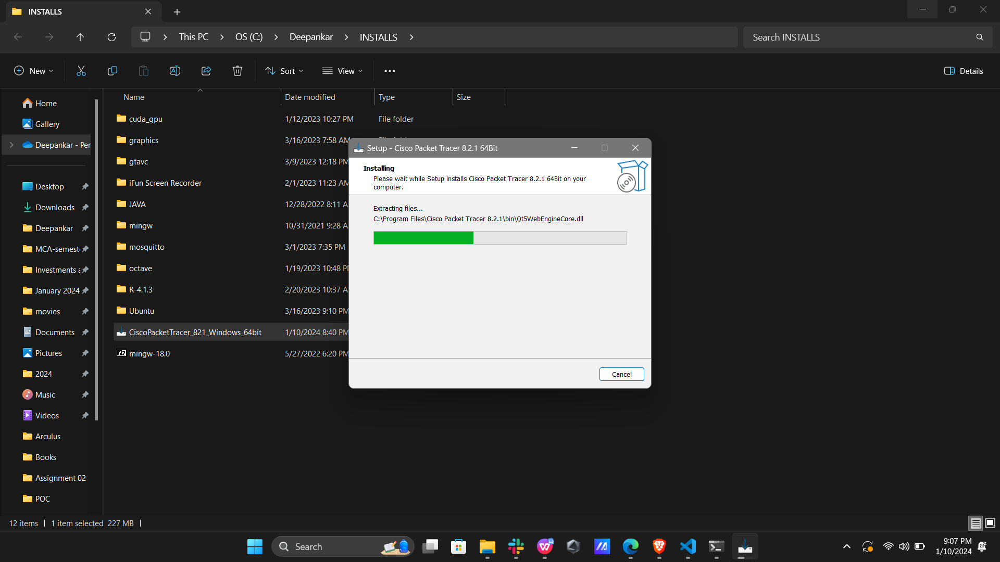 INSTALLS
This PC
OS (C:)
Deepankar
INSTALLS
Search INSTALLS
New
Sort
View
Details
Home
Gallery
Deepankar - Per
Desktop
Downloads
Deepankar
MCA-semest
Investments a
January 2024
movies
Documents
Pictures
2024
Music
Videos
Arculus
Books
Assignment 02
POC
Name Date modified Type Size
cuda_gpu 1/12/2023 10:27 PM File folder
graphics 3/16/2023 7:58 AM
gtavc 3/9/2023 12:18 PM
iFun Screen Recorder 2/1/2023 11:23 AM
JAVA 12/28/2022 8:11 A
mingw 10/31/2021 9:28 A
mosquitto 3/1/2023 7:35 PM
octave 1/19/2023 10:48 P
R-4.1.3 2/20/2023 10:37 A
Ubuntu 3/16/2023 9:10 PM
CiscoPacketTracer_821_Windows_64bit 1/10/2024 8:40 PM
mingw-18.0 5/27/2022 6:20 PM
Setup - Cisco Packet Tracer 8.2.1 64Bit
Installing
Please wait while Setup installs Cisco Packet Tracer 8.2.1 64Bit on your
computer.
Extracting files...
C:\Program Files\Cisco Packet Tracer 8.2.1\bin\Qt5WebEngineCore.dll
Cancel
12 items 1 item selected 227 MB
Search
9:07 PM
1/10/2024